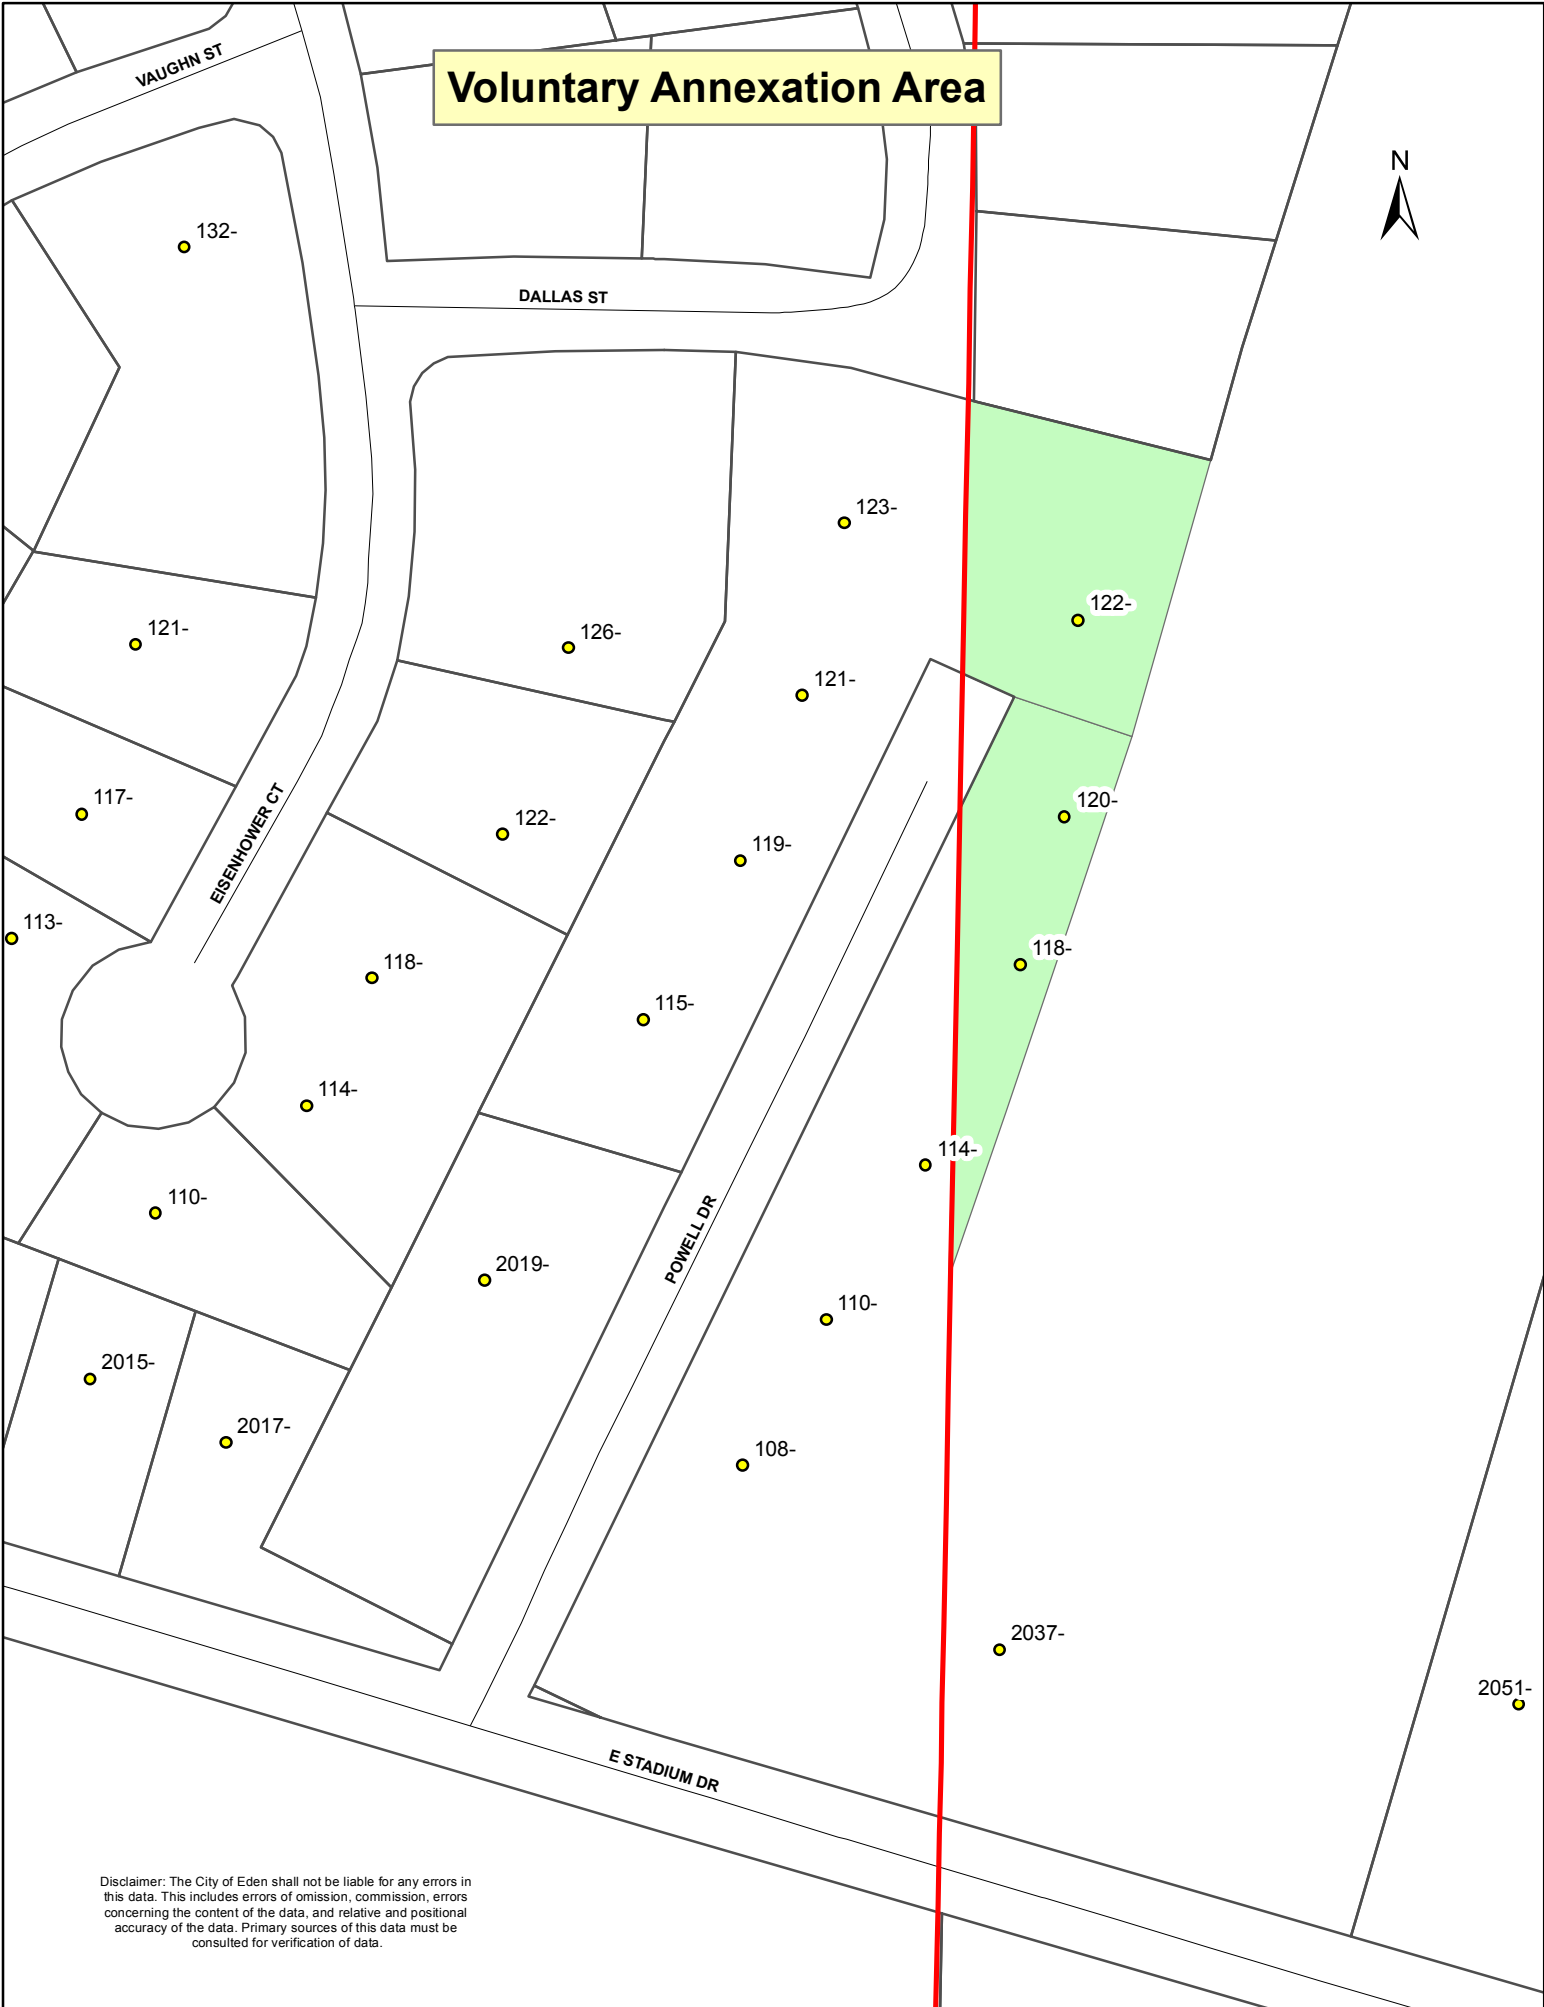 VAUGHN ST
Voluntary Annexation Area
N
132-
DALLAS ST
123-
122-
121-
126-
121-
117-
122-
119-
120-
EISENHOWER CT
113-
118-
118-
115-
114-
114-
110-
POWELL DR
2019-
110-
2015-
2017-
108-
2037-
2051-
E STADIUM DR
Disclaimer: The City of Eden shall not be liable for any errors in
this data. This includes errors of omission, commission, errors
concerning the content of the data, and relative and positional
accuracy of the data. Primary sources of this data must be
consulted for verification of data.